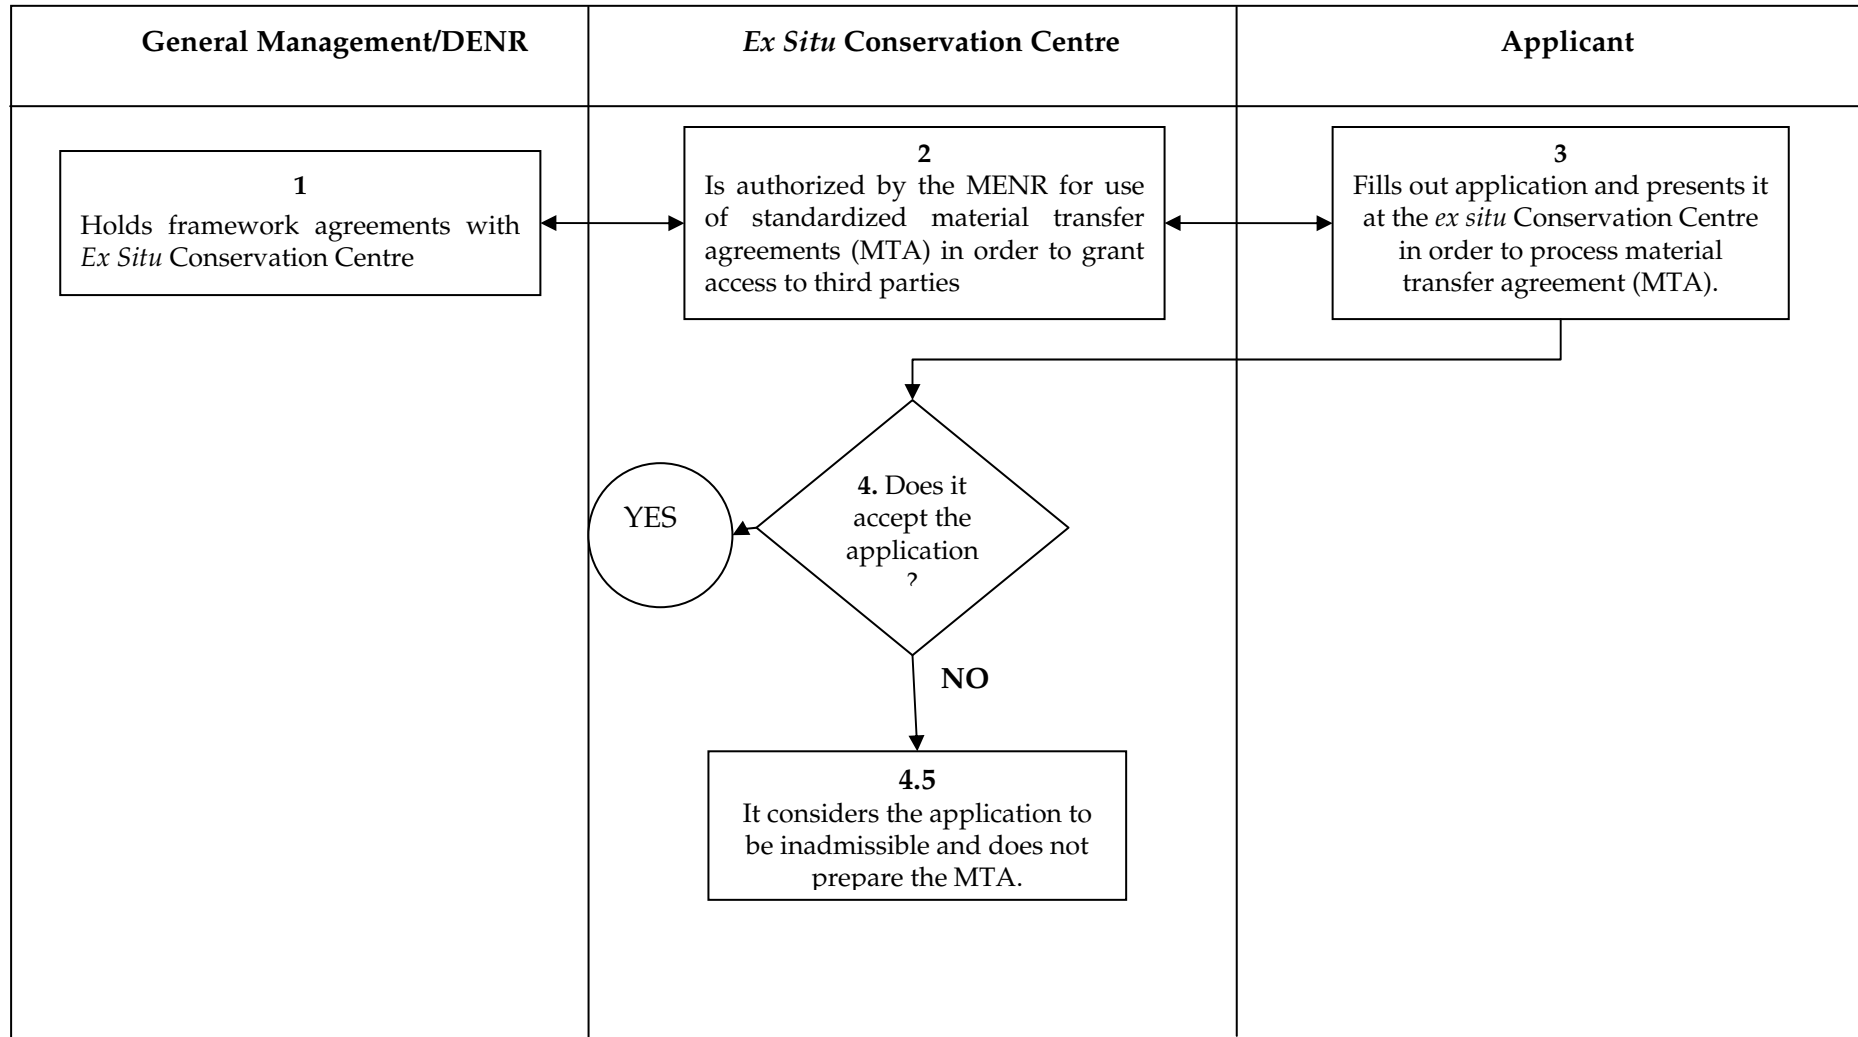 General Management/DENR
Ex Situ Conservation Centre
Applicant
1
Holds framework agreements with
Ex Situ Conservation Centre
2
Is authorized by the MENR for use
of standardized material transfer
agreements (MTA) in order to grant
access to third parties
3
Fills out application and presents it
at the ex situ Conservation Centre
in order to process material
transfer agreement (MTA).
4. Does it
accept the
application
?
YES
NO
4.5
It considers the application to
be inadmissible and does not
prepare the MTA.